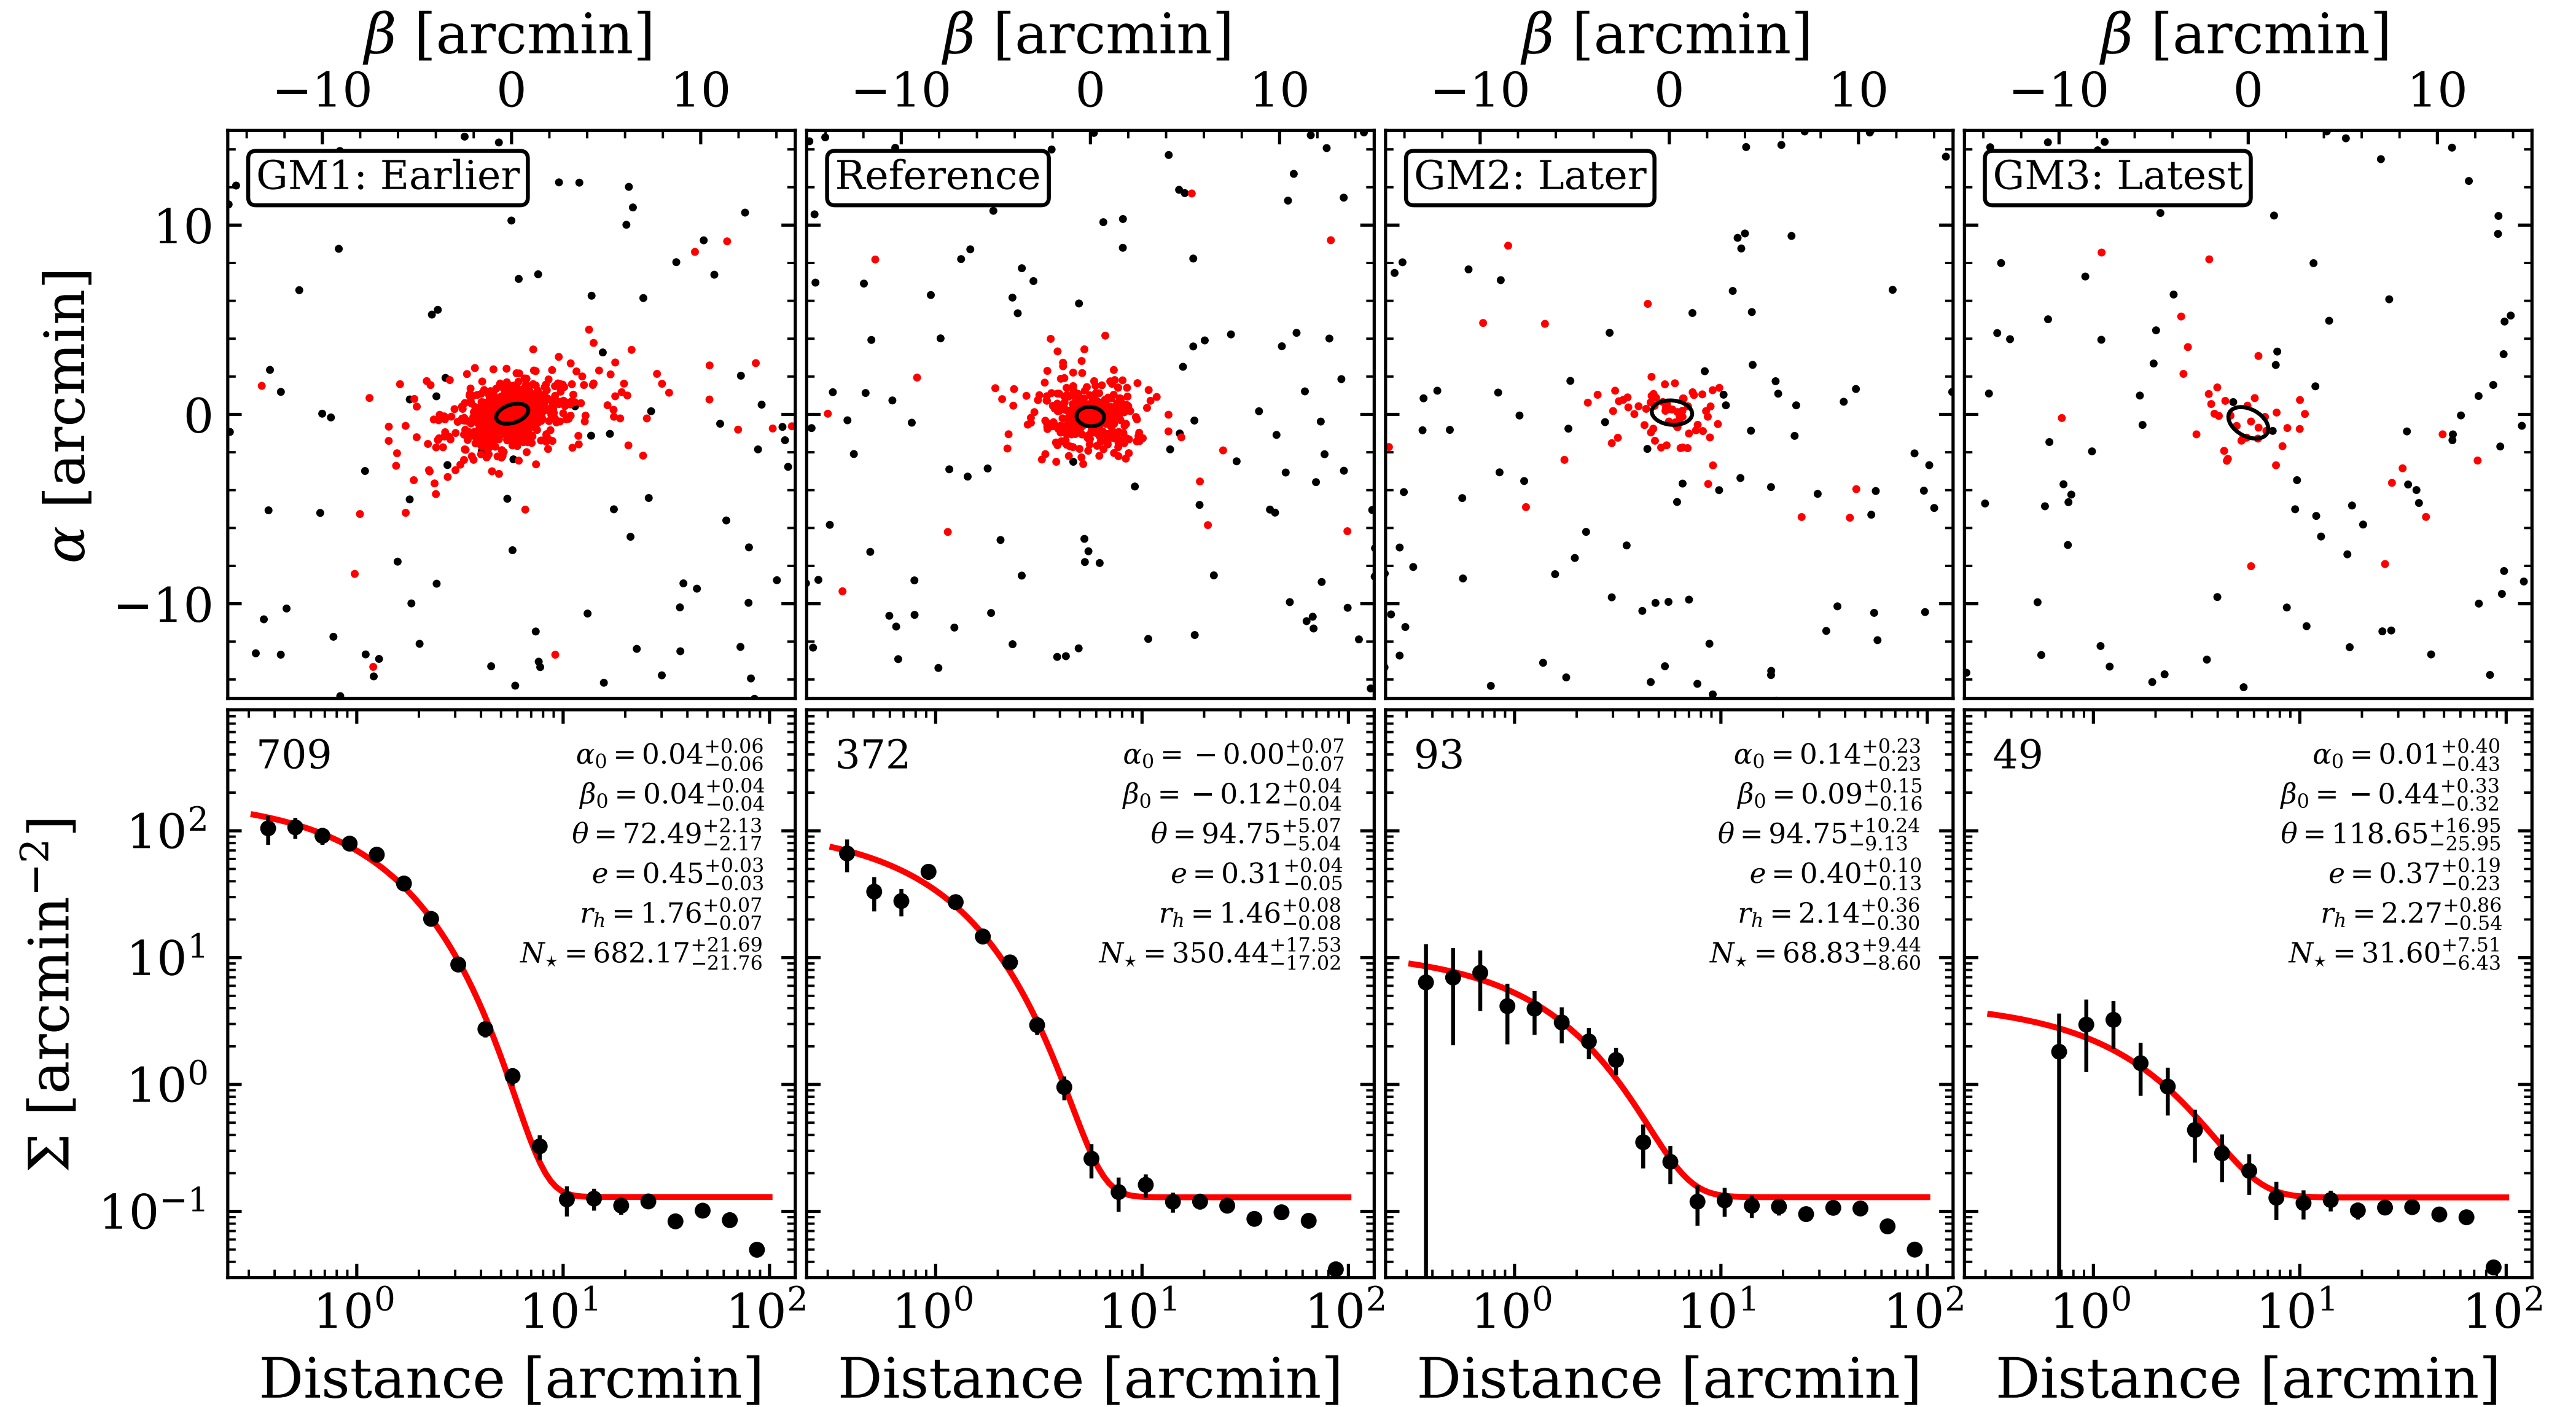 β [arcmin] β [arcmin] β [arcmin] β [arcmin]
−10 0 10 −10 0 10 −10 0 10 −10 0 10
GM1: Earlier Reference GM2: Later GM3: Latest
α [arcmin]
10
0
−10
709
α₀ = 0.04 +0.06 −0.06
β₀ = 0.04 +0.04 −0.04
θ = 72.49 +2.13 −2.17
e = 0.45 +0.03 −0.03
r_h = 1.76 +0.07 −0.07
N⋆ = 682.17 +21.69 −21.76
372
α₀ = −0.00 +0.07 −0.07
β₀ = −0.12 +0.04 −0.04
θ = 94.75 +5.07 −5.04
e = 0.31 +0.04 −0.05
r_h = 1.46 +0.08 −0.08
N⋆ = 350.44 +17.53 −17.02
93
α₀ = 0.14 +0.23 −0.23
β₀ = 0.09 +0.15 −0.16
θ = 94.75 +10.24 −9.13
e = 0.40 +0.10 −0.13
r_h = 2.14 +0.36 −0.30
N⋆ = 68.83 +9.44 −8.60
49
α₀ = 0.01 +0.40 −0.43
β₀ = −0.44 +0.33 −0.32
θ = 118.65 +16.95 −25.95
e = 0.37 +0.19 −0.23
r_h = 2.27 +0.86 −0.54
N⋆ = 31.60 +7.51 −6.43
Σ [arcmin⁻²]
10²
10¹
10⁰
10⁻¹
10⁰ 10¹ 10² 10⁰ 10¹ 10² 10⁰ 10¹ 10² 10⁰ 10¹ 10²
Distance [arcmin] Distance [arcmin] Distance [arcmin] Distance [arcmin]